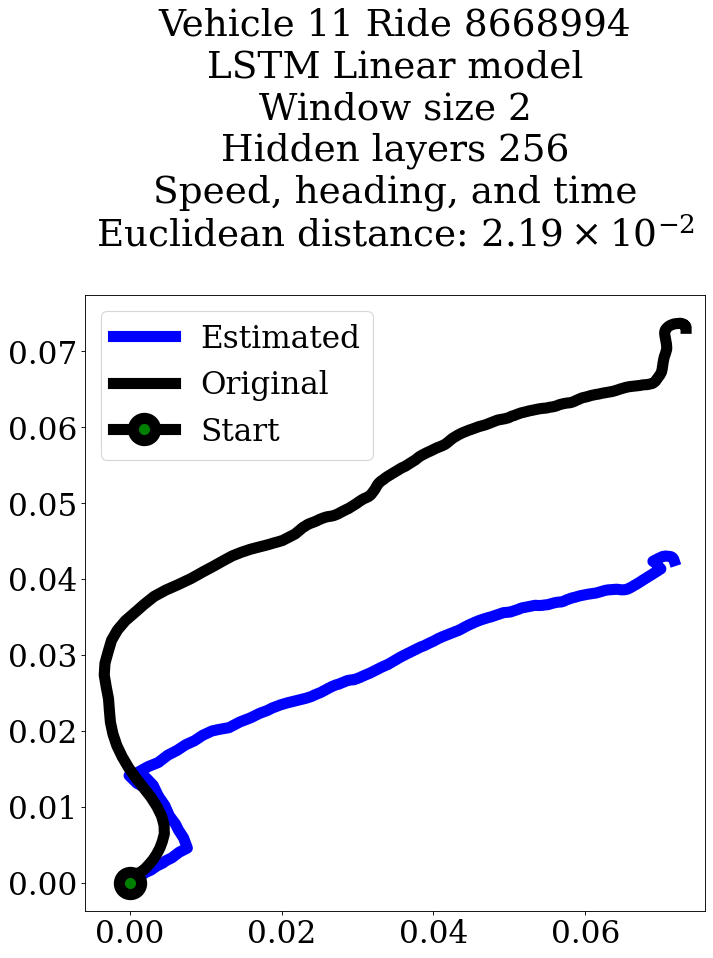 Vehicle 11 Ride 8668994
LSTM Linear model
Window size 2
Hidden layers 256
Speed, heading, and time
Euclidean distance: 2.19 × 10⁻²
Estimated
Original
Start
0.07
0.06
0.05
0.04
0.03
0.02
0.01
0.00
0.00 0.02 0.04 0.06